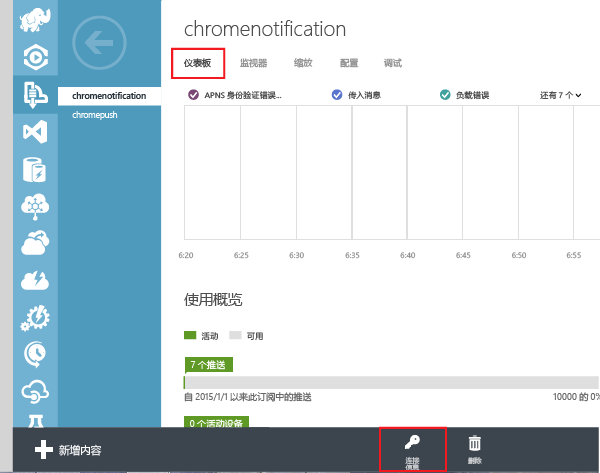 chromenotification
仪表板 监视器 缩放 配置 调试
chromenotification
chromepush
APNS 身份验证错误... 传入消息 负载错误 还有 7 个
6:20 6:25 6:30 6:35 6:40 6:45 6:50 6:55
使用概览
活动 可用
7 个推送
自 2015/1/1 以来此订阅中的推送 10000 的 0%
0 个活动设备
新增内容
连接
信息
删除